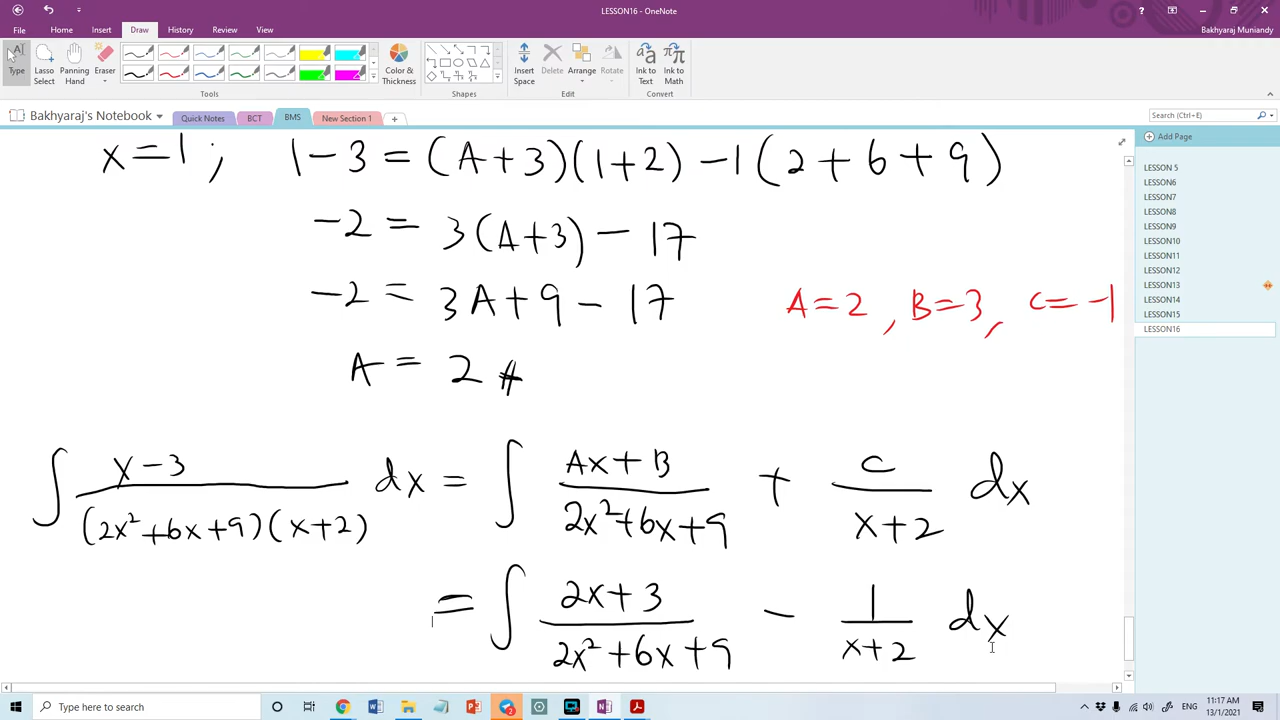 LESSON16 - OneNote
File Home Insert Draw History Review View Bakhyaraj Muniandy
Type Lasso Select Panning Hand Eraser Color & Thickness Insert Space Delete Arrange Rotate Ink to Text Ink to Math
Tools Shapes Edit Convert
Bakhyaraj's Notebook Quick Notes BCT BMS New Section 1 Search (Ctrl+E)
Add Page
LESSON 5
LESSON6
LESSON7
LESSON8
LESSON9
LESSON10
LESSON11
LESSON12
LESSON13
LESSON14
LESSON15
LESSON16
x=1 ; 1-3 = (A+3)(1+2) -1(2+6+9)
-2 = 3(A+3) - 17
-2 = 3A+9 - 17
A=2 , B=3, C=-1
A = 2 #
∫ x-3 / (2x²+6x+9)(x+2) dx = ∫ Ax+B / 2x²+6x+9 + C / x+2 dx
= ∫ 2x+3 / 2x²+6x+9 - 1 / x+2 dx
Type here to search
11:17 AM
13/1/2021